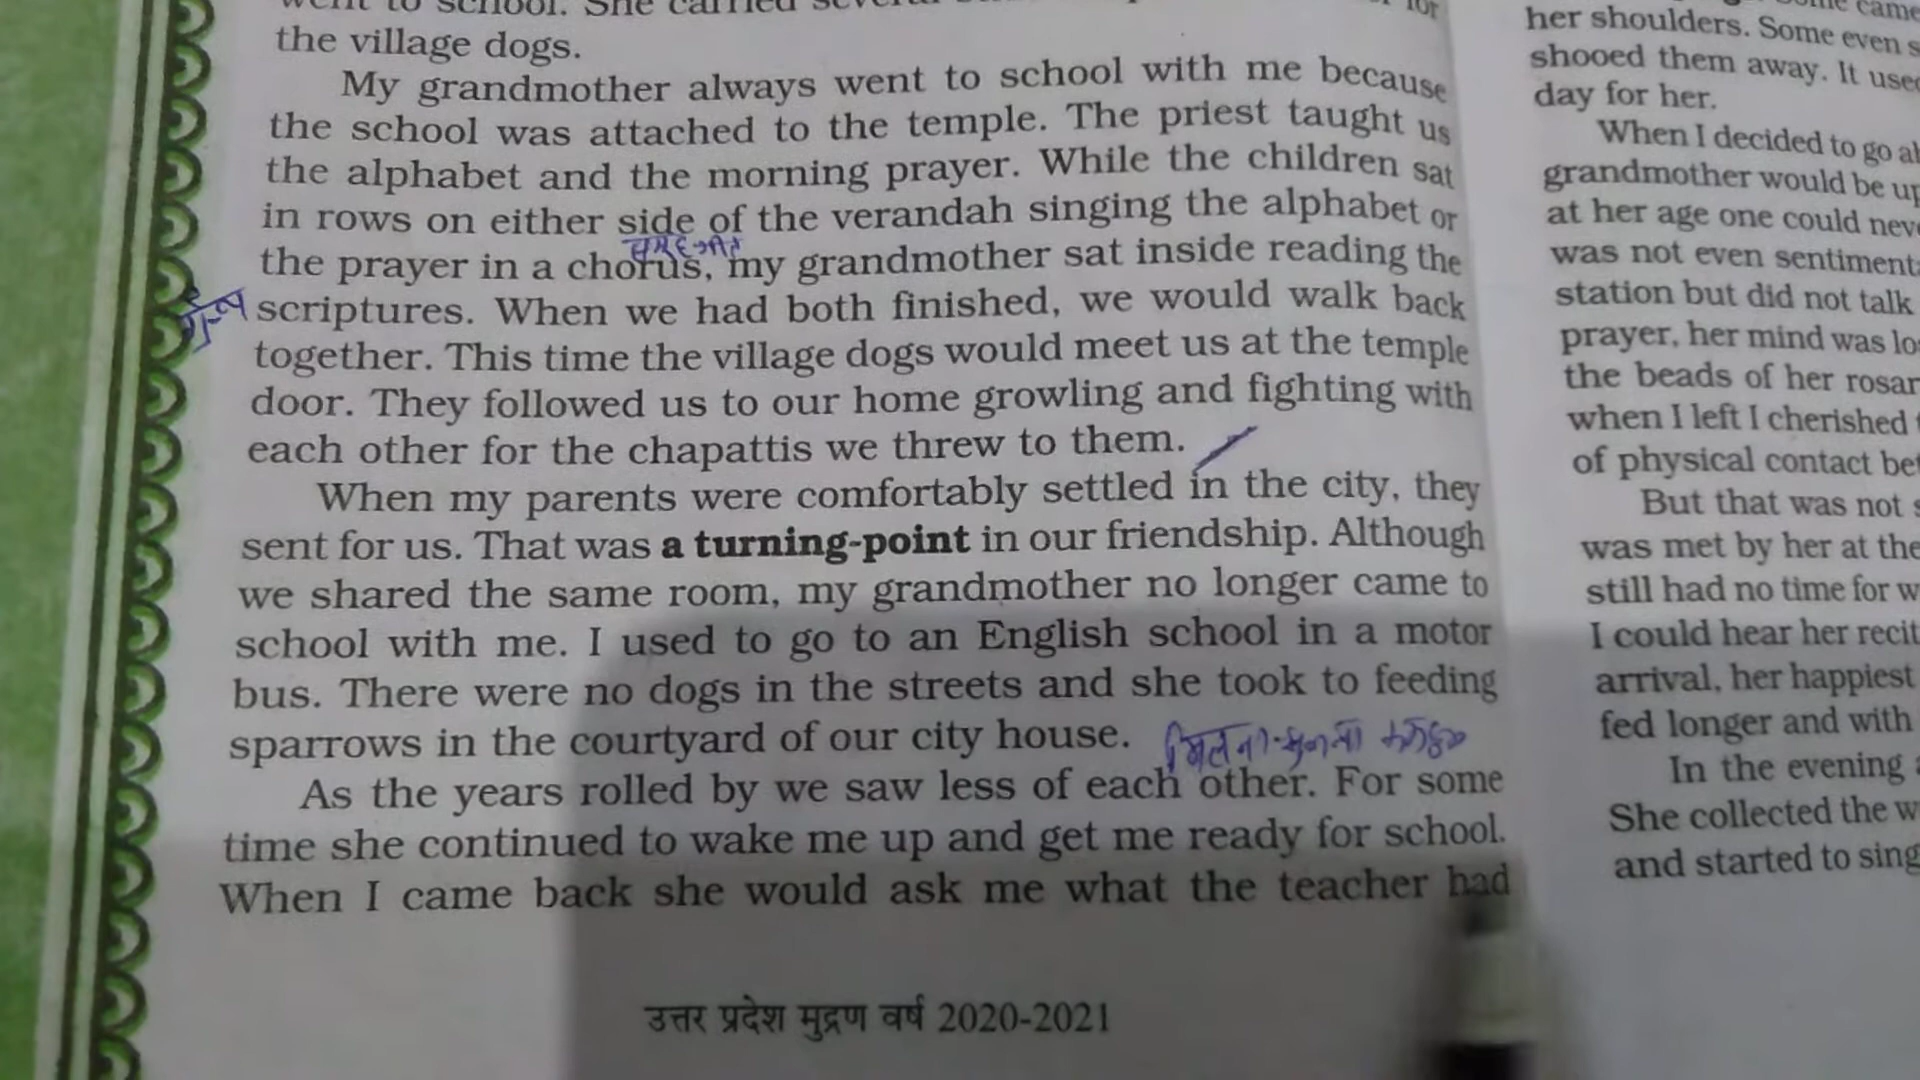 the village dogs.
My grandmother always went to school with me because
the school was attached to the temple. The priest taught us
the alphabet and the morning prayer. While the children sat
in rows on either side of the verandah singing the alphabet or
the prayer in a chorus, my grandmother sat inside reading the
scriptures. When we had both finished, we would walk back
together. This time the village dogs would meet us at the temple
door. They followed us to our home growling and fighting with
each other for the chapattis we threw to them.
When my parents were comfortably settled in the city, they
sent for us. That was a turning-point in our friendship. Although
we shared the same room, my grandmother no longer came to
school with me. I used to go to an English school in a motor
bus. There were no dogs in the streets and she took to feeding
sparrows in the courtyard of our city house.
As the years rolled by we saw less of each other. For some
time she continued to wake me up and get me ready for school.
When I came back she would ask me what the teacher had
उत्तर प्रदेश मुद्रण वर्ष 2020-2021
her shoulders. Some even
shooed them away. It used
day for her.
When I decided to go
grandmother would be
at her age one could
was not even
station but did not talk
prayer, her mind was
the beads of her
when I left I cherished
of physical contact
But that was not
was met by her at the
still had no time for
I could hear her
arrival, her happiest
fed longer and with
In the evening
She collected the
and started to